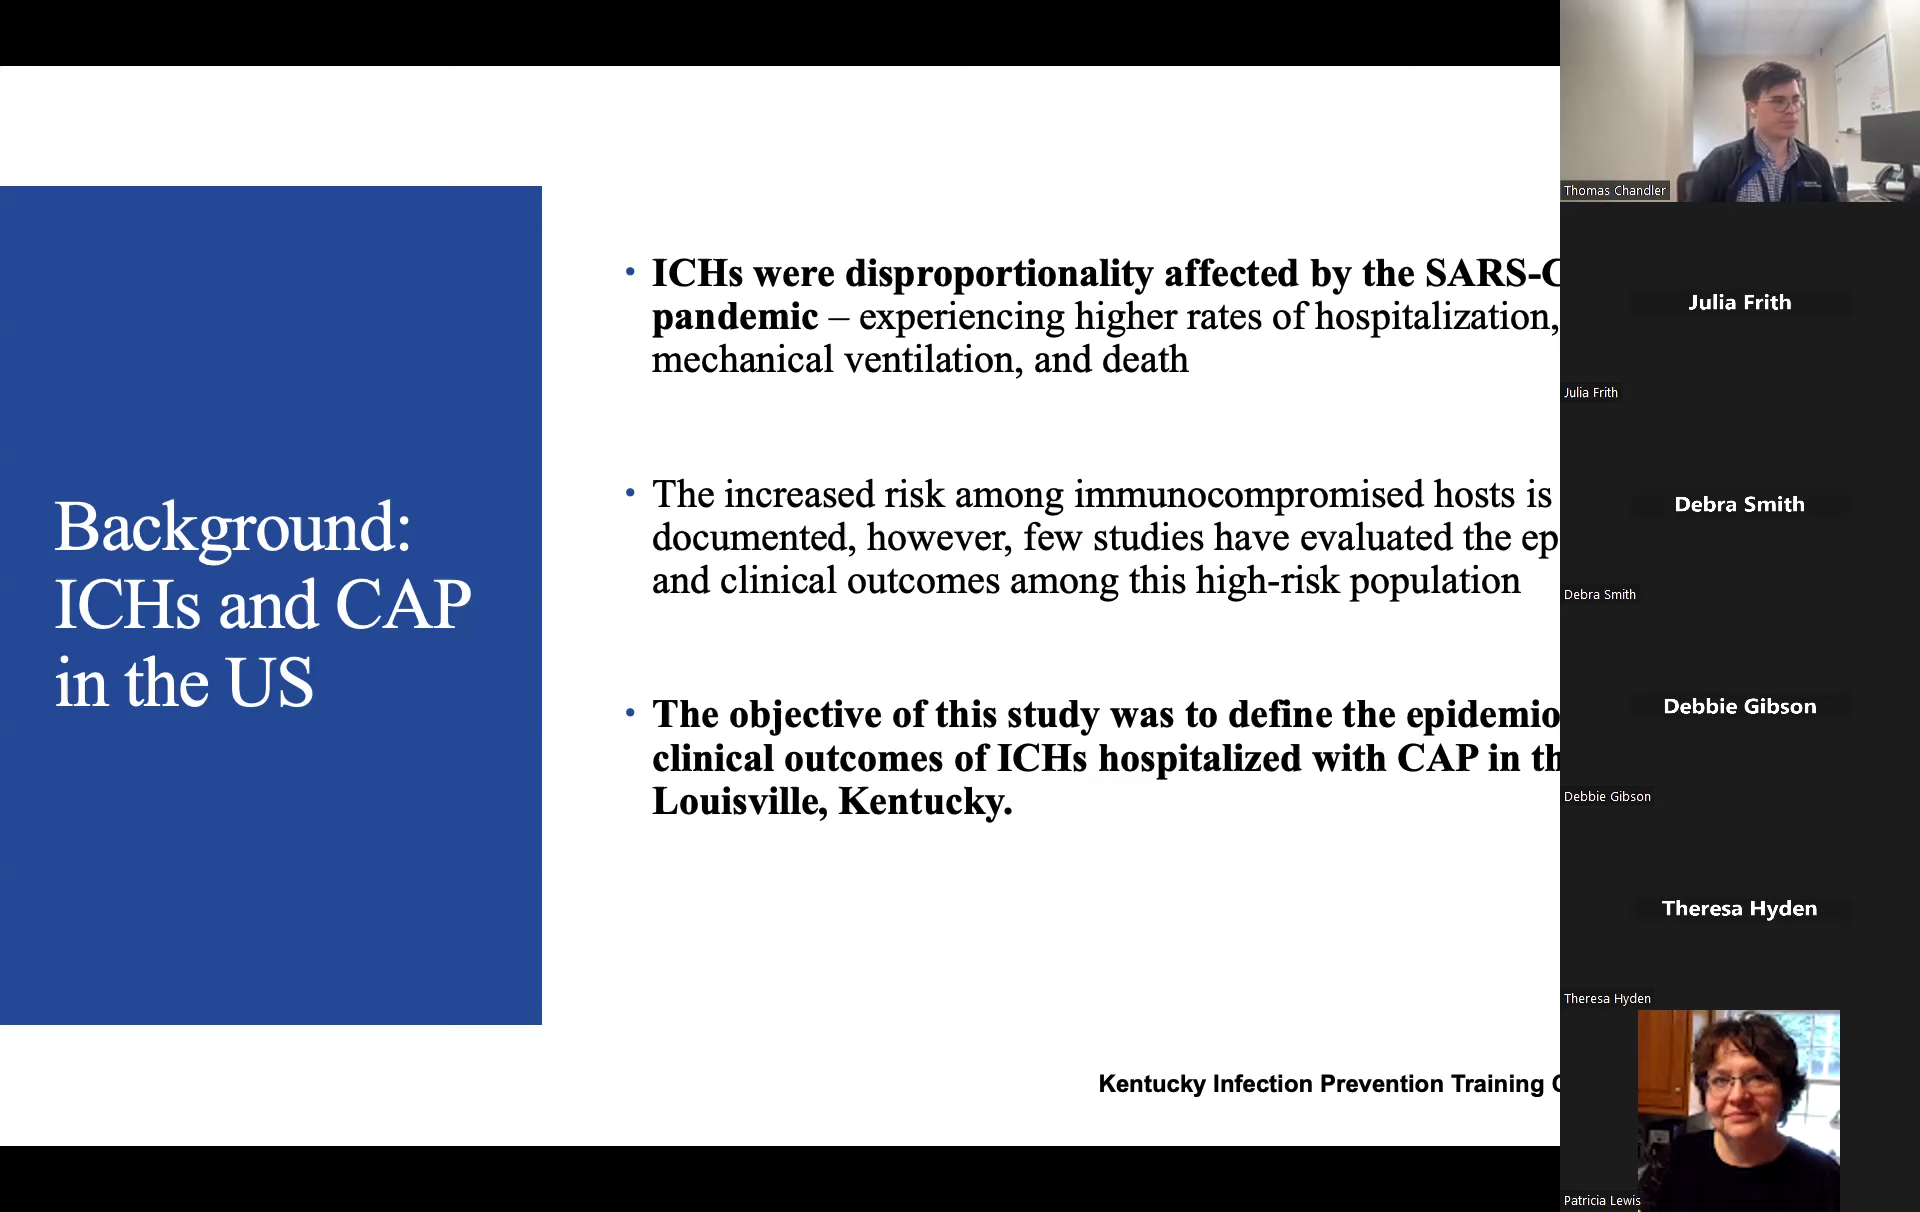 Background:
ICHs and CAP
in the US
• ICHs were disproportionality affected by the SARS-C
pandemic – experiencing higher rates of hospitalization,
mechanical ventilation, and death
• The increased risk among immunocompromised hosts is
documented, however, few studies have evaluated the ep
and clinical outcomes among this high-risk population
• The objective of this study was to define the epidemio
clinical outcomes of ICHs hospitalized with CAP in th
Louisville, Kentucky.
Kentucky Infection Prevention Training C
Thomas Chandler
Julia Frith
Julia Frith
Debra Smith
Debra Smith
Debbie Gibson
Debbie Gibson
Theresa Hyden
Theresa Hyden
Patricia Lewis